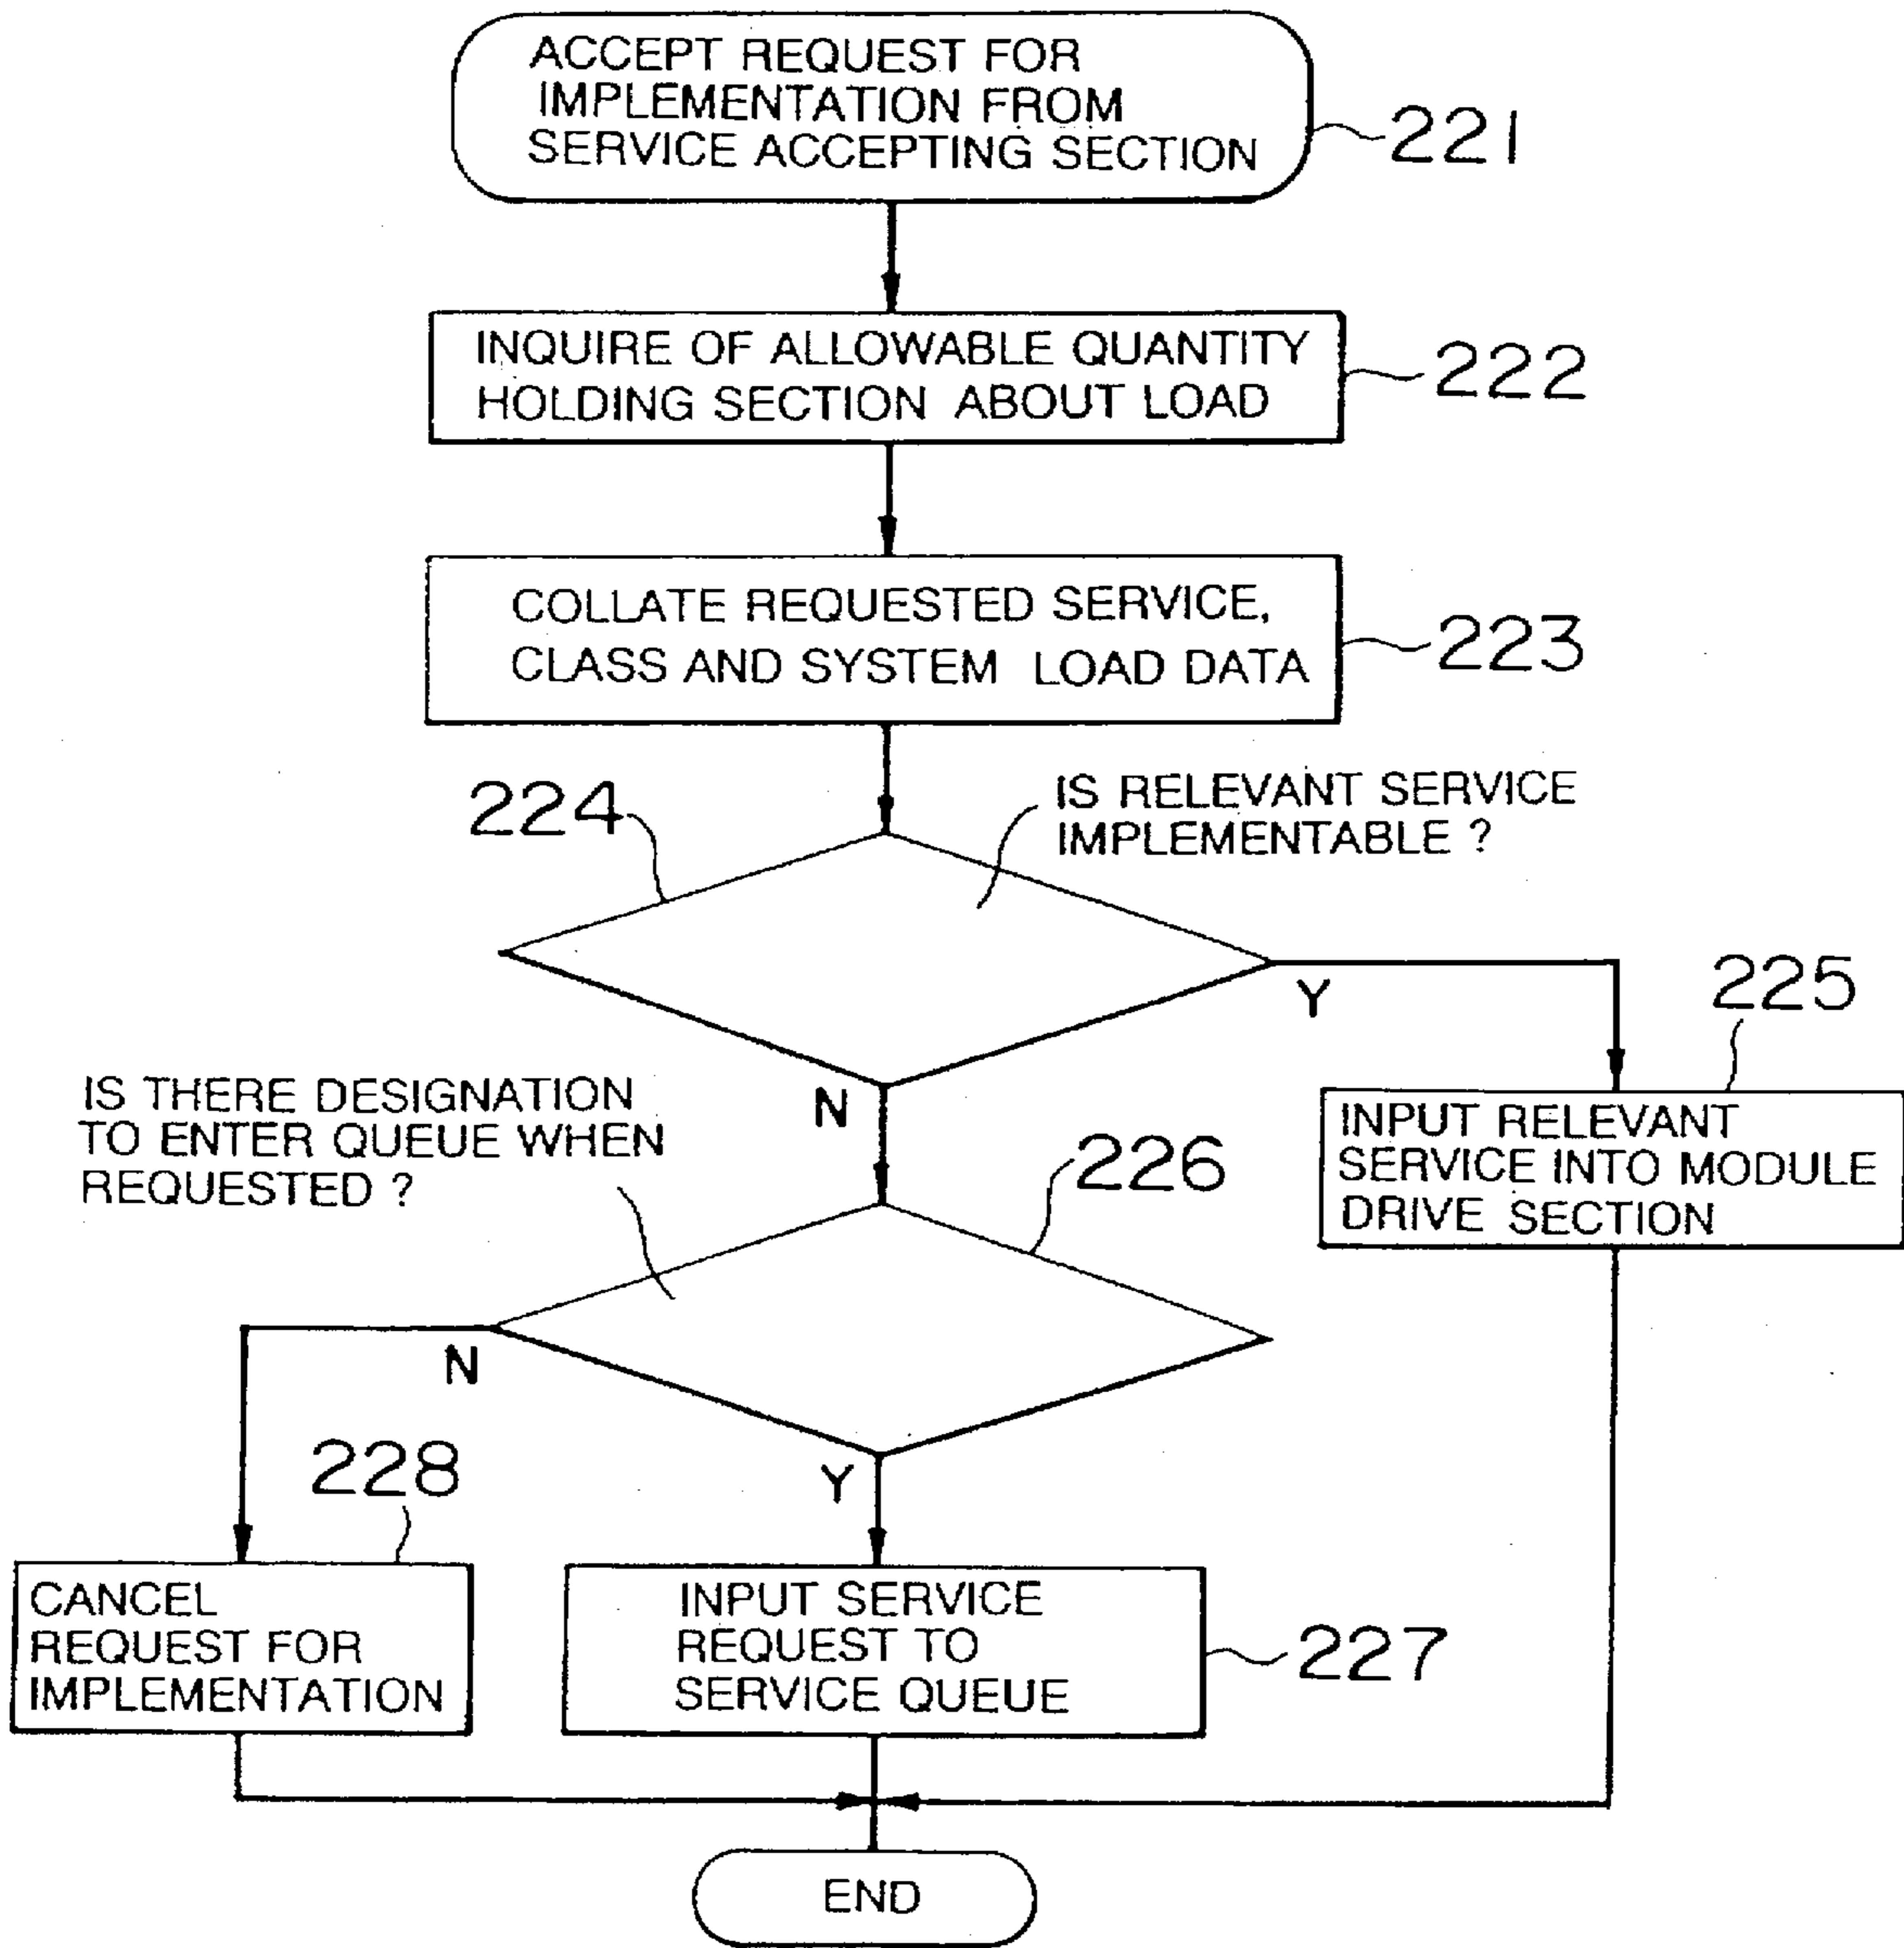 ACCEPT REQUEST FOR
IMPLEMENTATION FROM
SERVICE ACCEPTING SECTION
221
INQUIRE OF ALLOWABLE QUANTITY
HOLDING SECTION ABOUT LOAD
222
COLLATE REQUESTED SERVICE,
CLASS AND SYSTEM LOAD DATA
223
224
IS RELEVANT SERVICE
IMPLEMENTABLE ?
Y
N
225
INPUT RELEVANT
SERVICE INTO MODULE
DRIVE SECTION
IS THERE DESIGNATION
TO ENTER QUEUE WHEN
REQUESTED ?
226
N
Y
228
CANCEL
REQUEST FOR
IMPLEMENTATION
INPUT SERVICE
REQUEST TO
SERVICE QUEUE
227
END